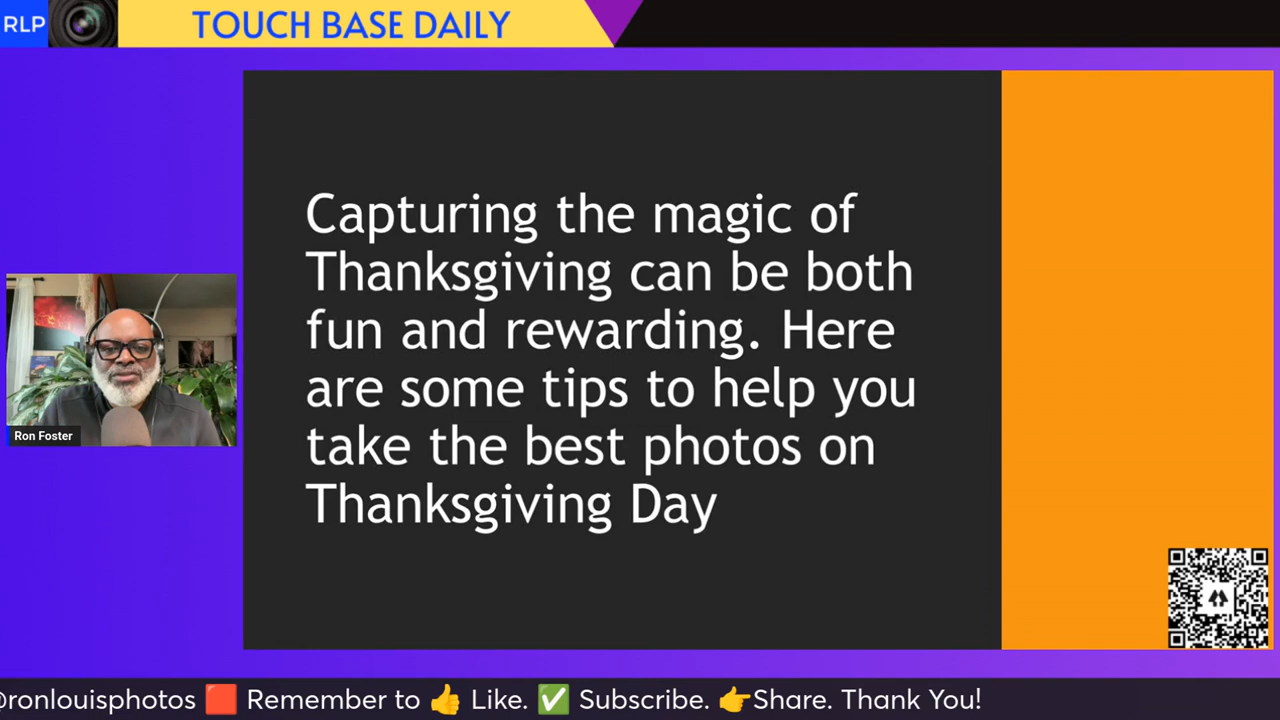 RLP
TOUCH BASE DAILY
Capturing the magic of
Thanksgiving can be both
fun and rewarding. Here
are some tips to help you
take the best photos on
Thanksgiving Day
Ron Foster
@ronlouisphotos 🟥 Remember to 👍 Like. ✅ Subscribe. 👉Share. Thank You!